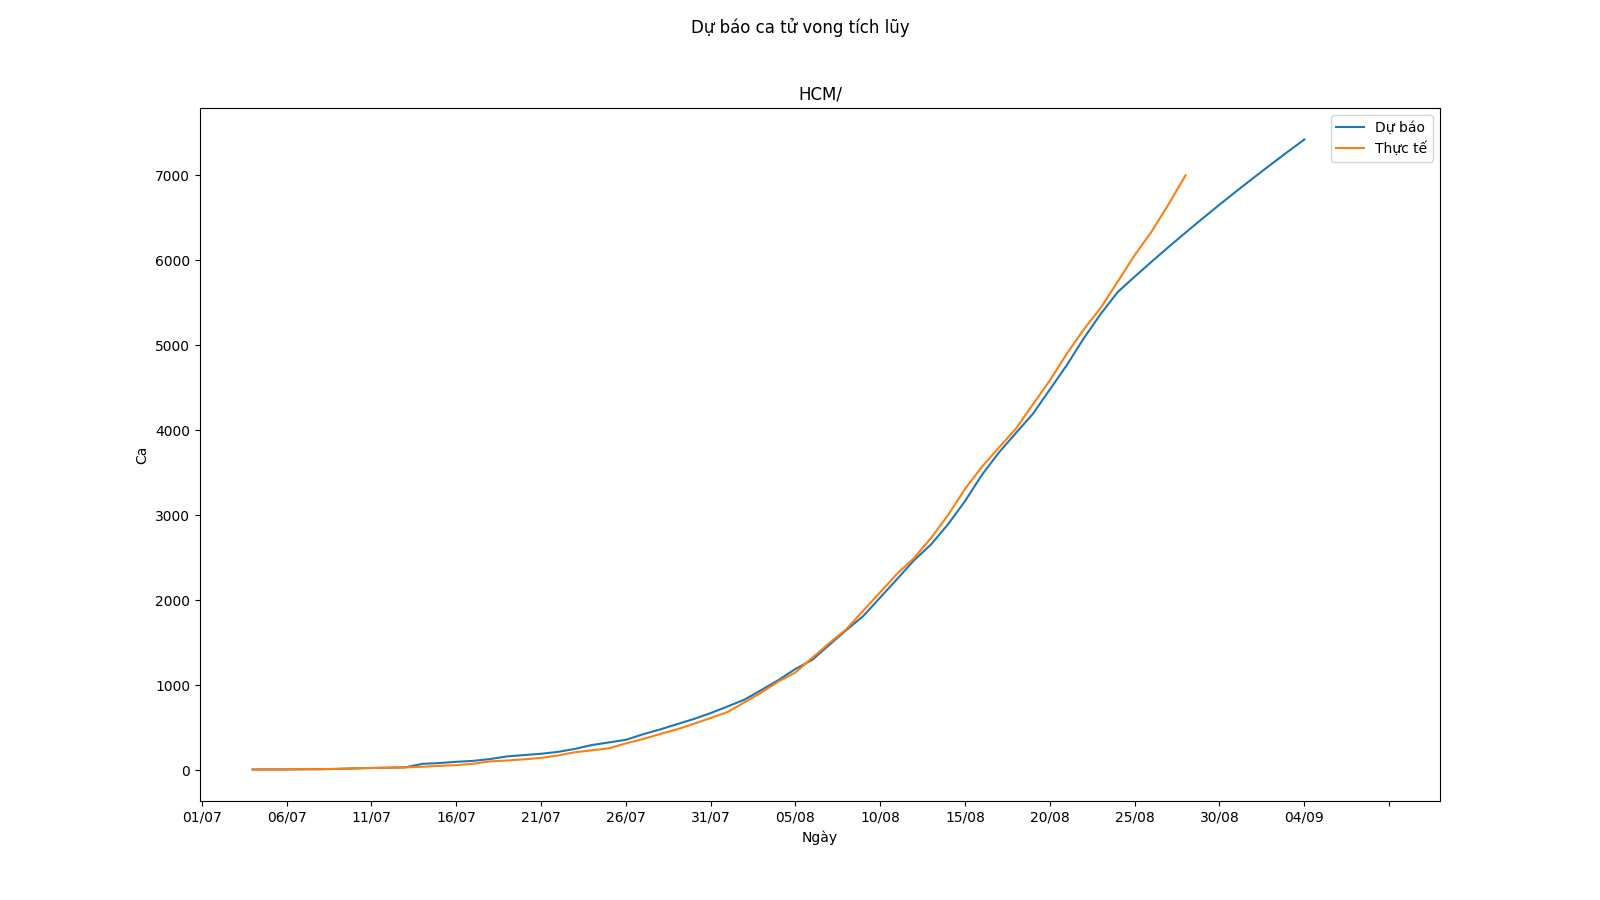 Dự báo ca tử vong tích lũy
HCM/
Dự báo
Thực tế
7000
6000
5000
4000
3000
2000
1000
0
Ca
01/07 06/07 11/07 16/07 21/07 26/07 31/07 05/08 10/08 15/08 20/08 25/08 30/08 04/09
Ngày